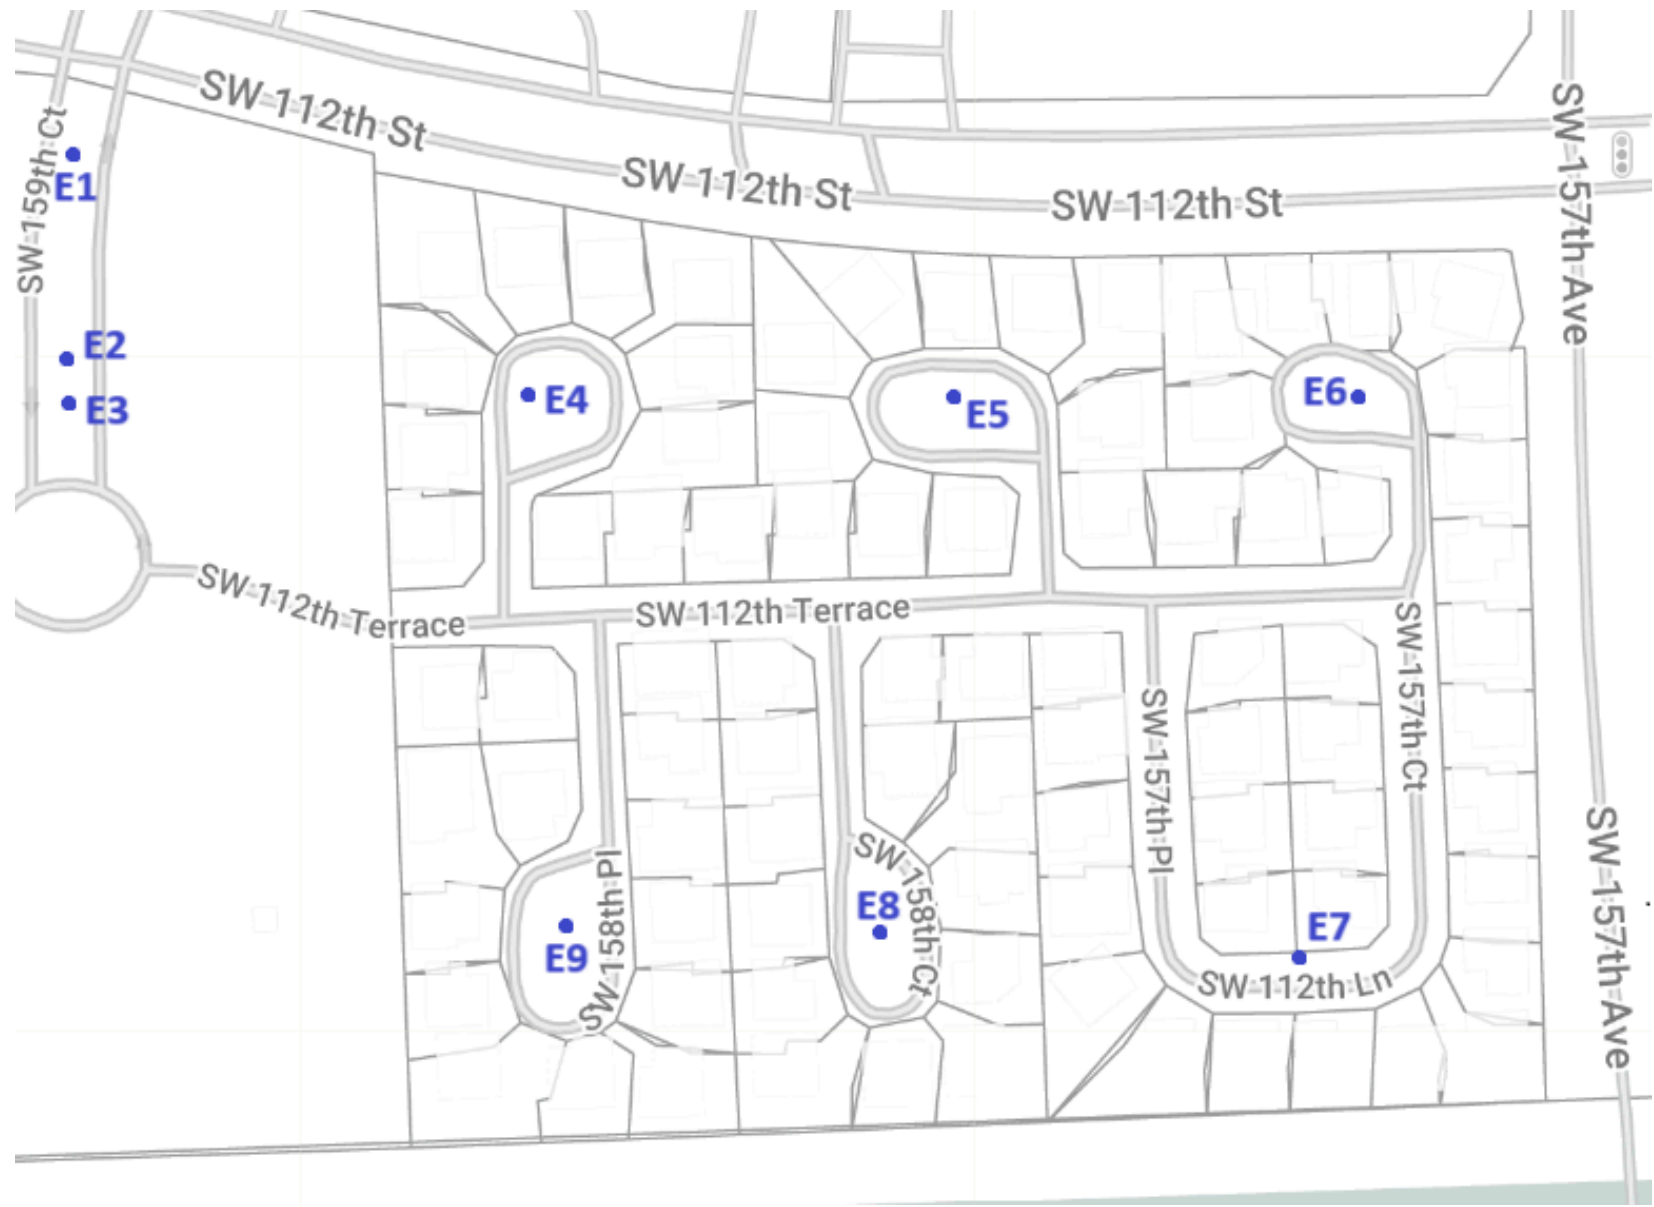 SW 112th St
SW 112th St
SW 112th St
SW 157th Ave
SW 159th Ct
E1
E2
E3
E4
E5
E6
SW 112th Terrace
SW 112th Terrace
SW 157th Ct
SW 157th Pl
SW 158th Ct
SW 158th Pl
SW 157th Ave
E8
E7
E9
SW 112th Ln